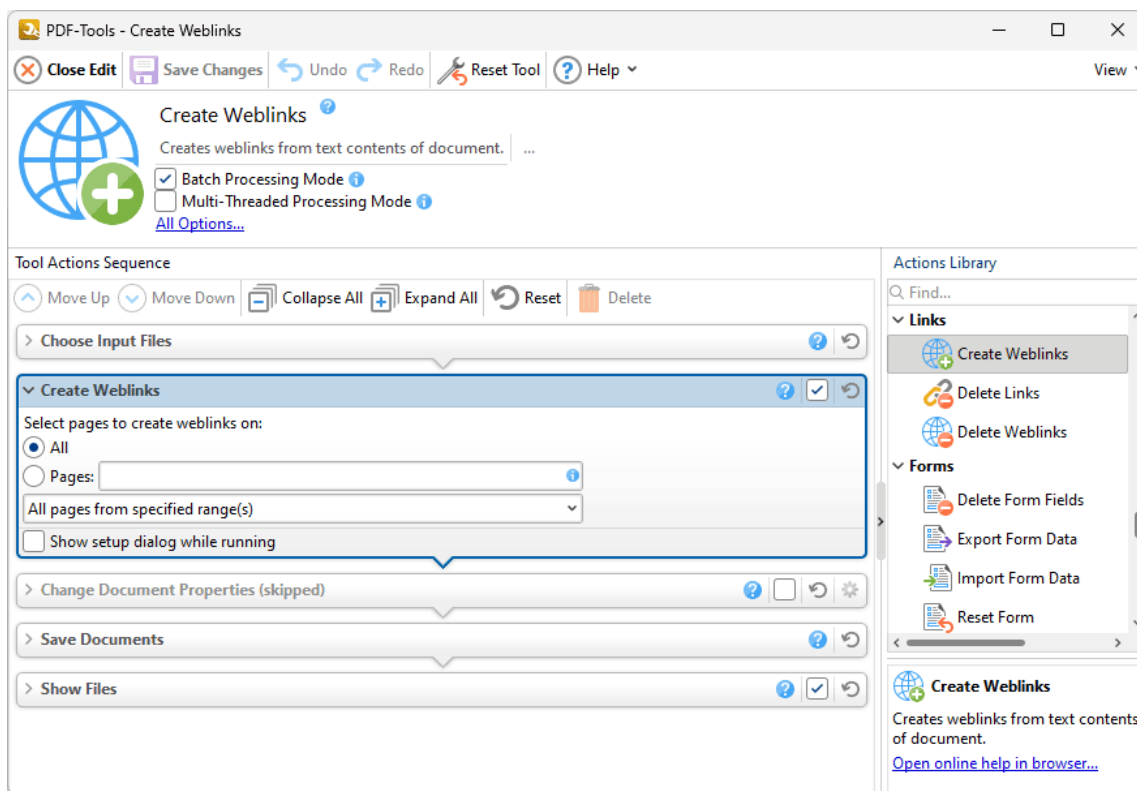 PDF-Tools - Create Weblinks
Close Edit Save Changes Undo Redo Reset Tool ? Help View
Create Weblinks ?
Creates weblinks from text contents of document. ...
Batch Processing Mode i
Multi-Threaded Processing Mode i
All Options...
Tool Actions Sequence
Move Up Move Down Collapse All Expand All Reset Delete
Choose Input Files ?
Create Weblinks ?
Select pages to create weblinks on:
All
Pages: i
All pages from specified range(s)
Show setup dialog while running
Change Document Properties (skipped) ?
Save Documents ?
Show Files ?
Actions Library
Find...
Links
Create Weblinks
Delete Links
Delete Weblinks
Forms
Delete Form Fields
Export Form Data
Import Form Data
Reset Form
Create Weblinks
Creates weblinks from text contents
of document.
Open online help in browser...